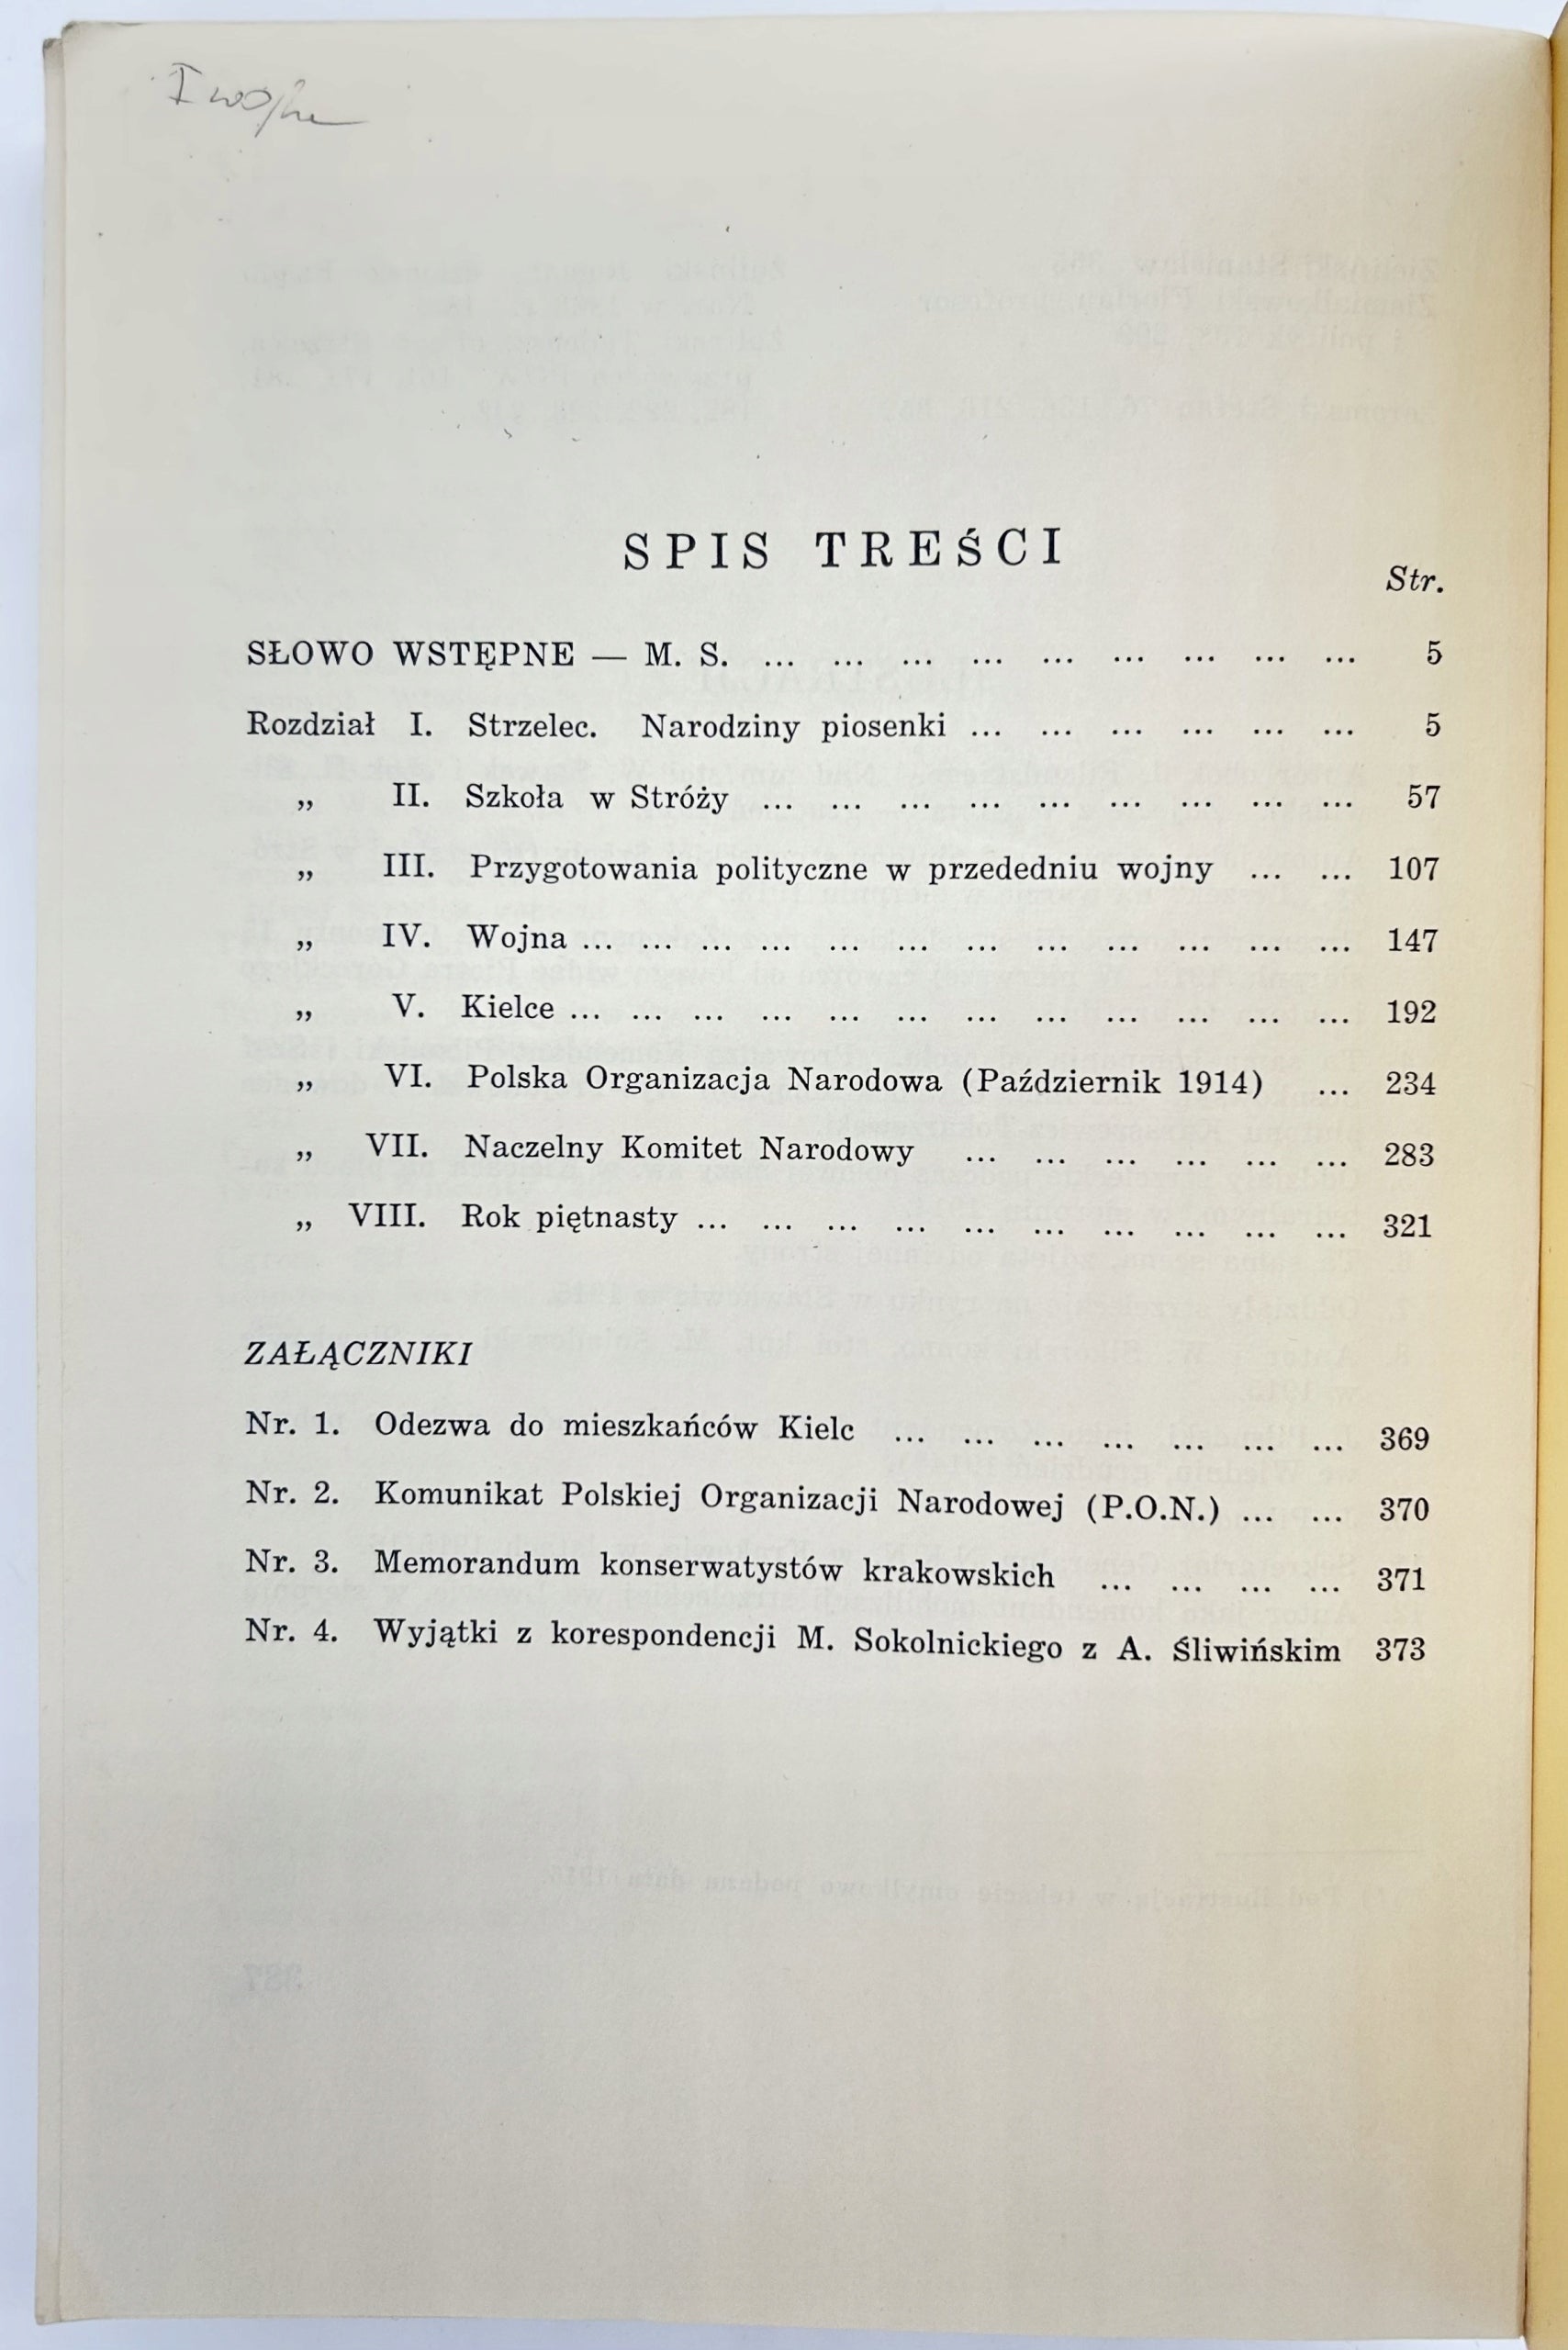 I wojna
SPIS TREŚCI
Str.
SŁOWO WSTĘPNE — M. S. ... ... ... ... ... ... ... ... ... 5
Rozdział I. Strzelec. Narodziny piosenki ... ... ... ... ... ... 5
„ II. Szkoła w Stróży ... ... ... ... ... ... ... ... ... 57
„ III. Przygotowania polityczne w przededniu wojny ... ... 107
„ IV. Wojna ... ... ... ... ... ... ... ... ... ... ... ... 147
„ V. Kielce ... ... ... ... ... ... ... ... ... ... ... ... 192
„ VI. Polska Organizacja Narodowa (Październik 1914) ... 234
„ VII. Naczelny Komitet Narodowy ... ... ... ... ... ... 283
„ VIII. Rok piętnasty ... ... ... ... ... ... ... ... ... ... 321
ZAŁĄCZNIKI
Nr. 1. Odezwa do mieszkańców Kielc ... ... ... ... ... ... ... 369
Nr. 2. Komunikat Polskiej Organizacji Narodowej (P.O.N.) ... ... 370
Nr. 3. Memorandum konserwatystów krakowskich ... ... ... ... 371
Nr. 4. Wyjątki z korespondencji M. Sokolnickiego z A. Śliwińskim 373